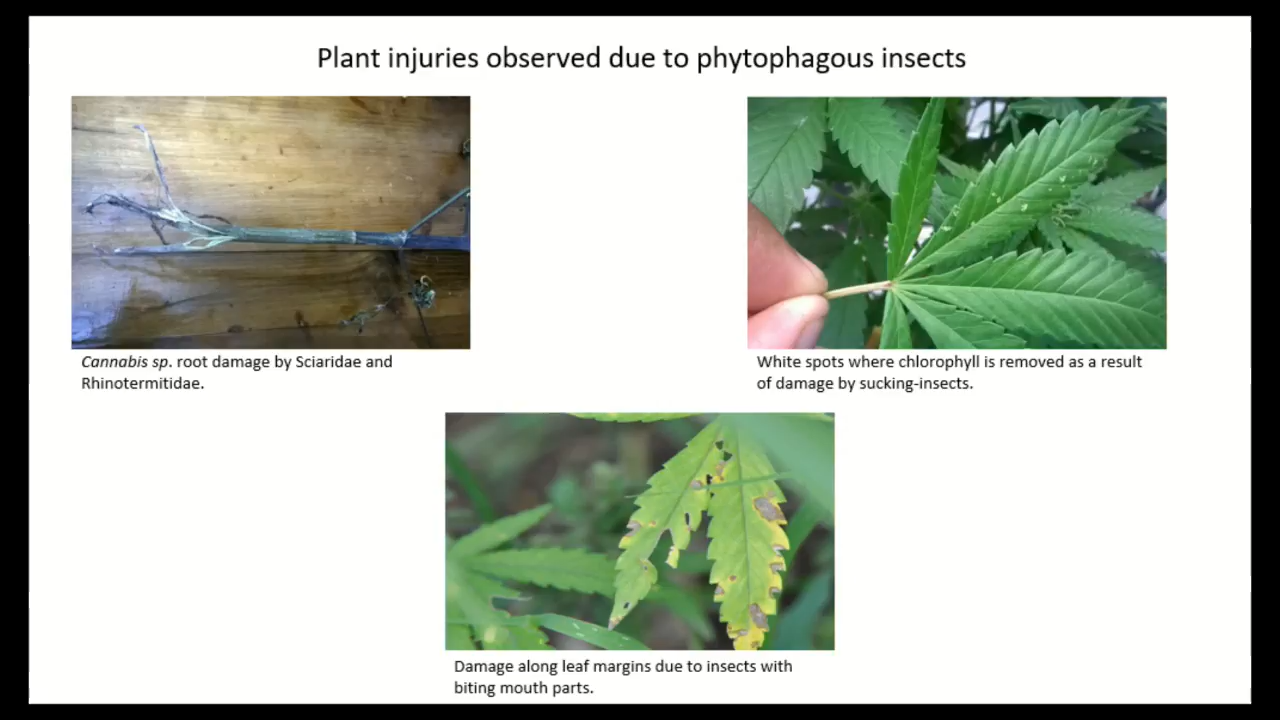 Plant injuries observed due to phytophagous insects
Cannabis sp. root damage by Sciaridae and
Rhinotermitidae.
White spots where chlorophyll is removed as a result
of damage by sucking-insects.
Damage along leaf margins due to insects with
biting mouth parts.